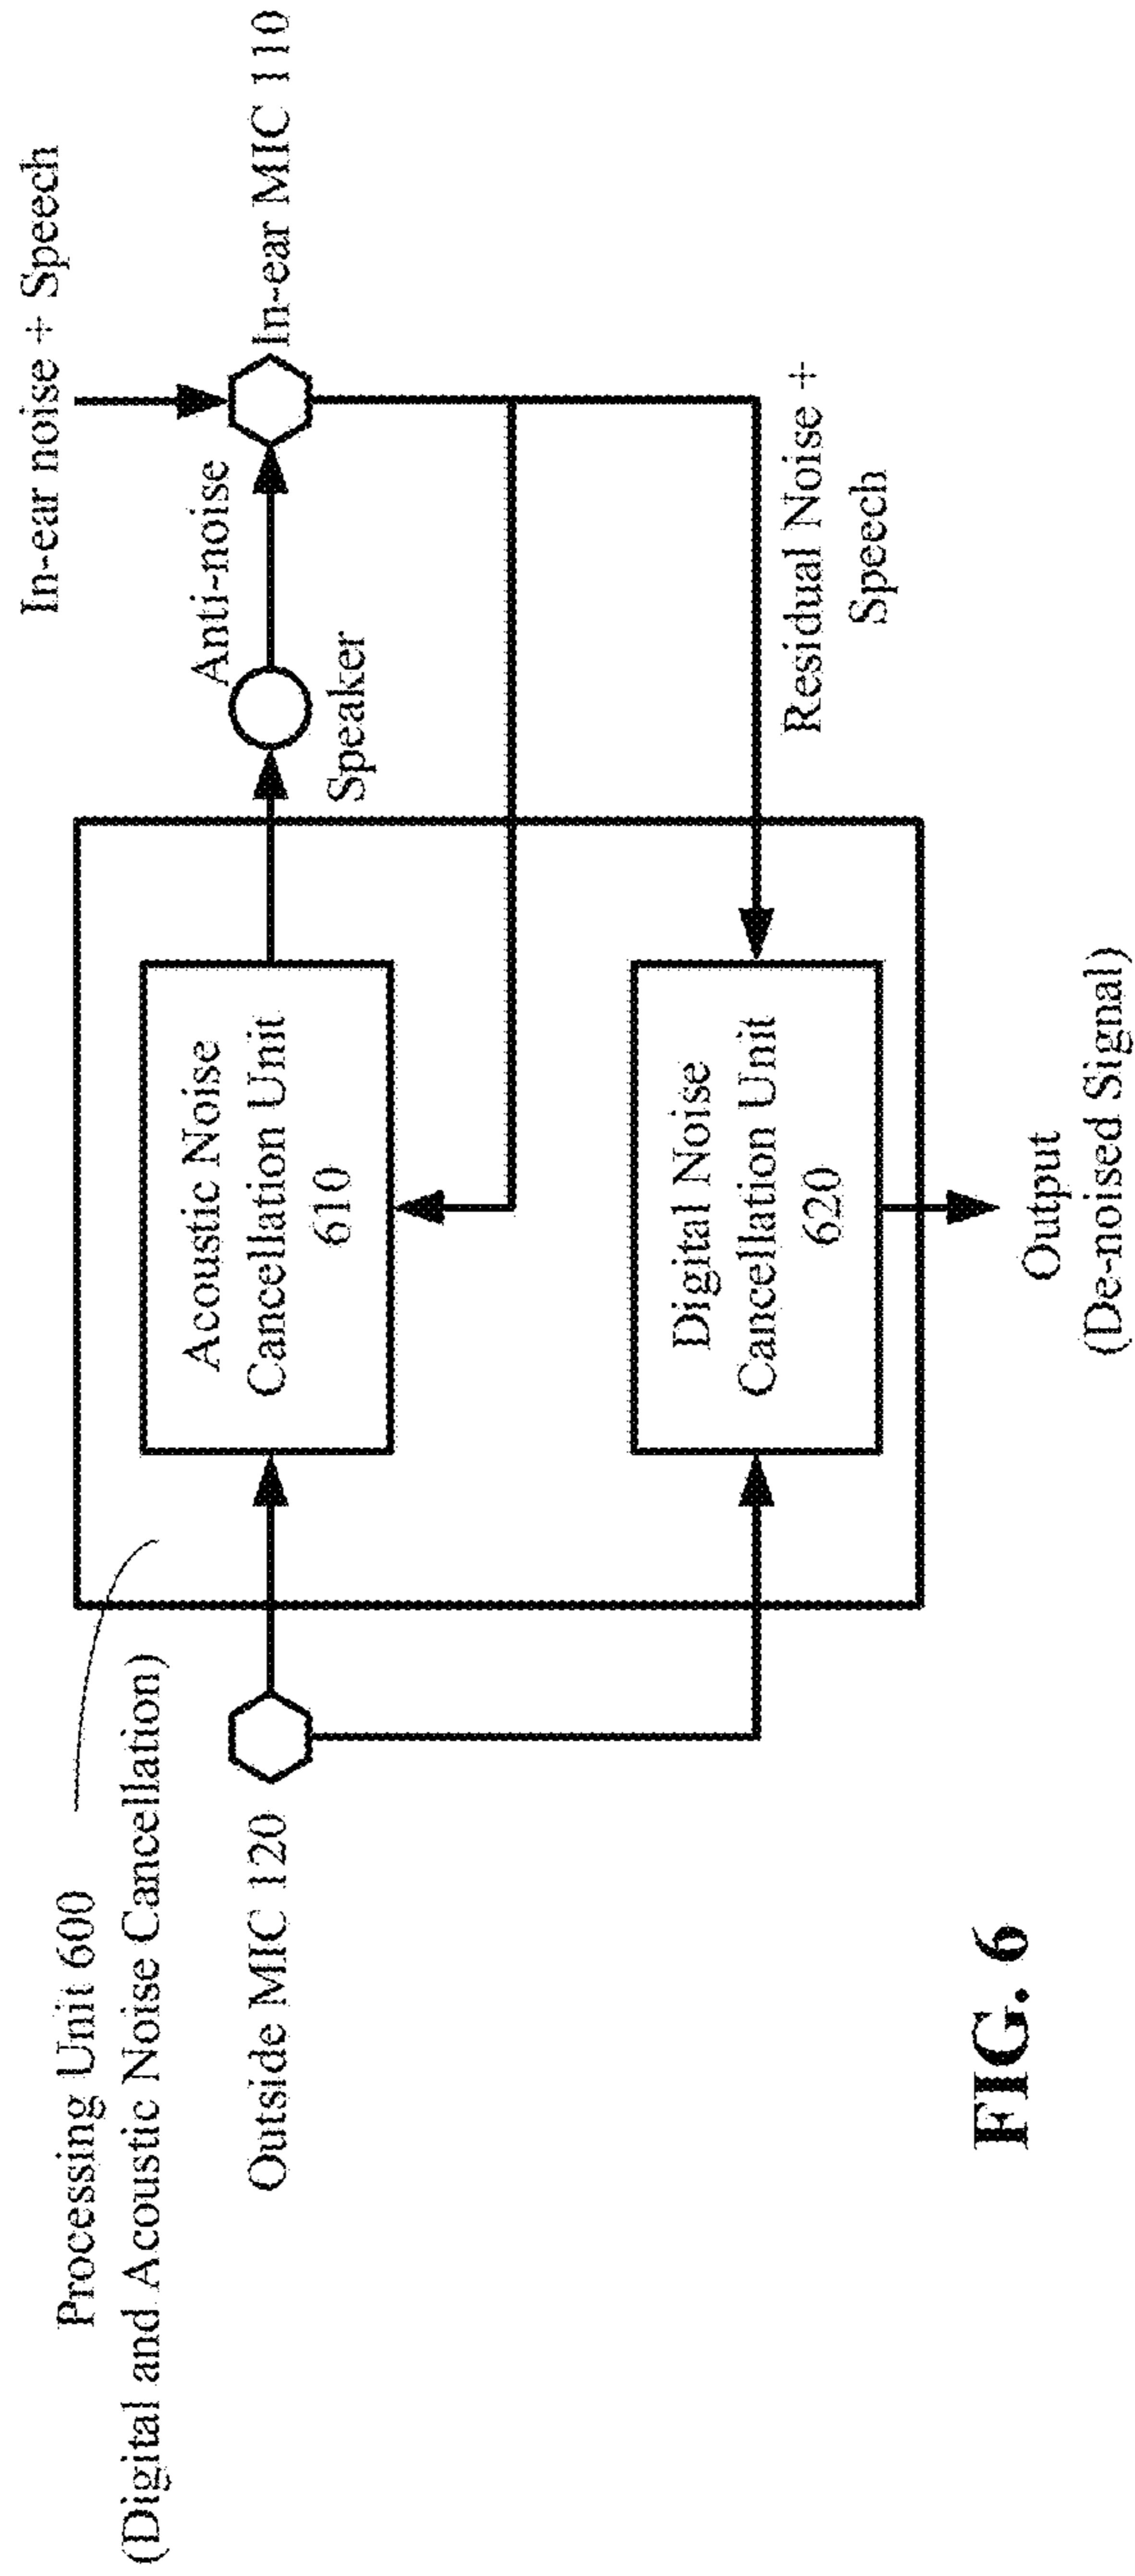 Processing Unit 600
(Digital and Acoustic Noise Cancellation)
In-ear noise + Speech
Outside MIC 120
Acoustic Noise
Cancellation Unit
610
Anti-noise
Speaker
In-ear MIC 110
Digital Noise
Cancellation Unit
620
Residual Noise +
Speech
Output
(De-noised Signal)
FIG. 6